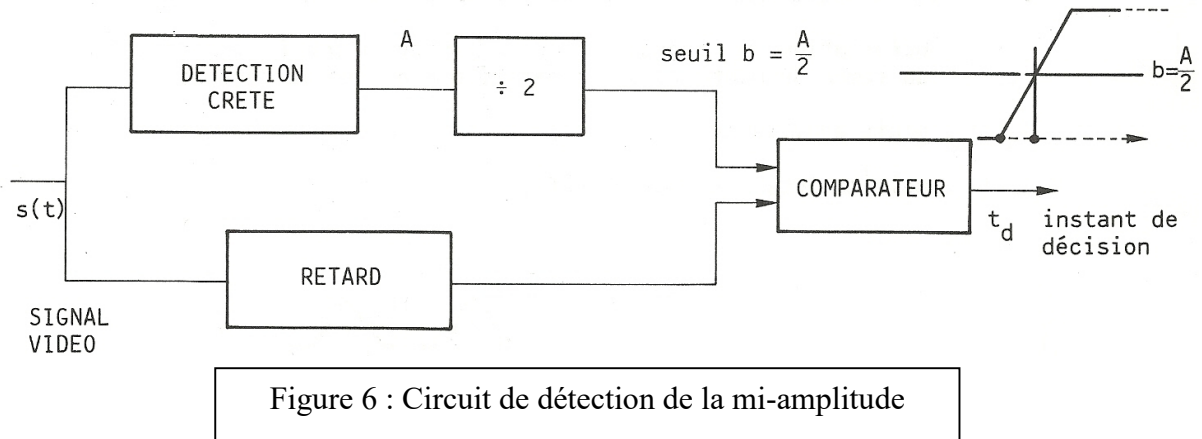 A
DETECTION
CRETE
÷ 2
seuil b = A/2
b=A/2
s(t)
COMPARATEUR
t_d instant de
décision
RETARD
SIGNAL
VIDEO
Figure 6 : Circuit de détection de la mi-amplitude